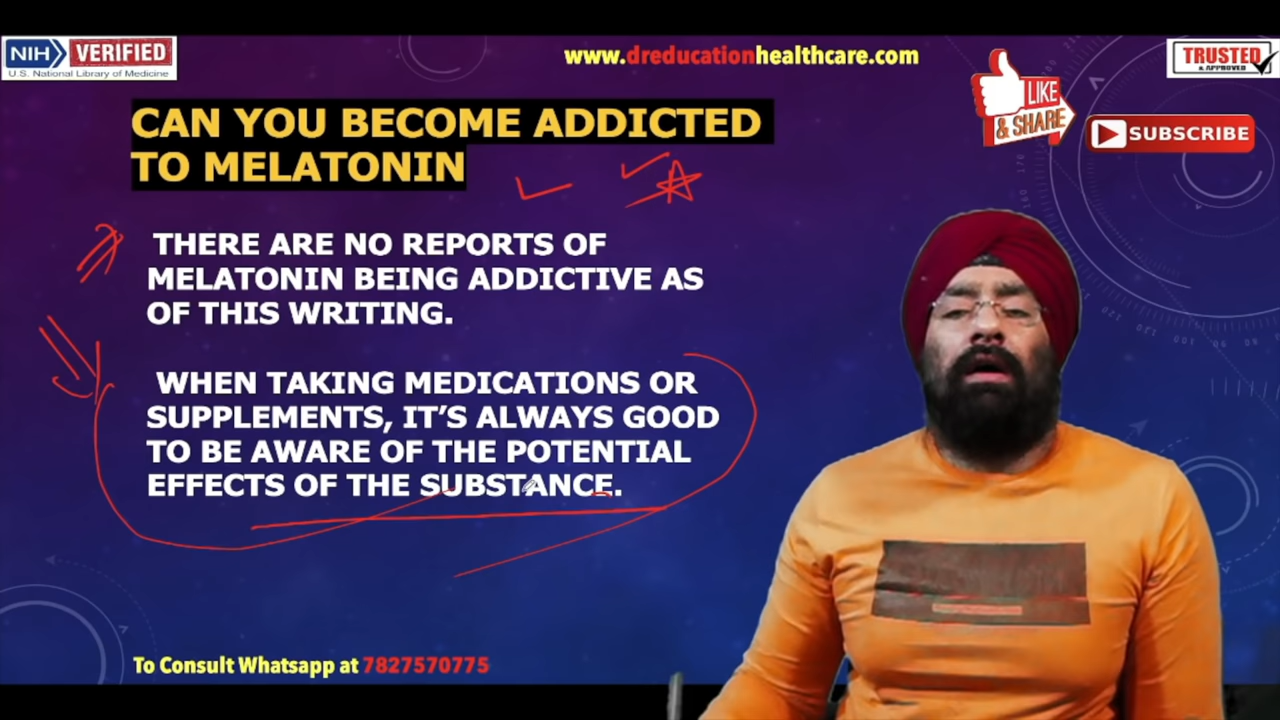 NIH VERIFIED
U.S. National Library of Medicine
www.dreducationhealthcare.com
TRUSTED
& APPROVED
LIKE
& SHARE
SUBSCRIBE
CAN YOU BECOME ADDICTED
TO MELATONIN
THERE ARE NO REPORTS OF
MELATONIN BEING ADDICTIVE AS
OF THIS WRITING.
WHEN TAKING MEDICATIONS OR
SUPPLEMENTS, IT'S ALWAYS GOOD
TO BE AWARE OF THE POTENTIAL
EFFECTS OF THE SUBSTANCE.
To Consult Whatsapp at 7827570775